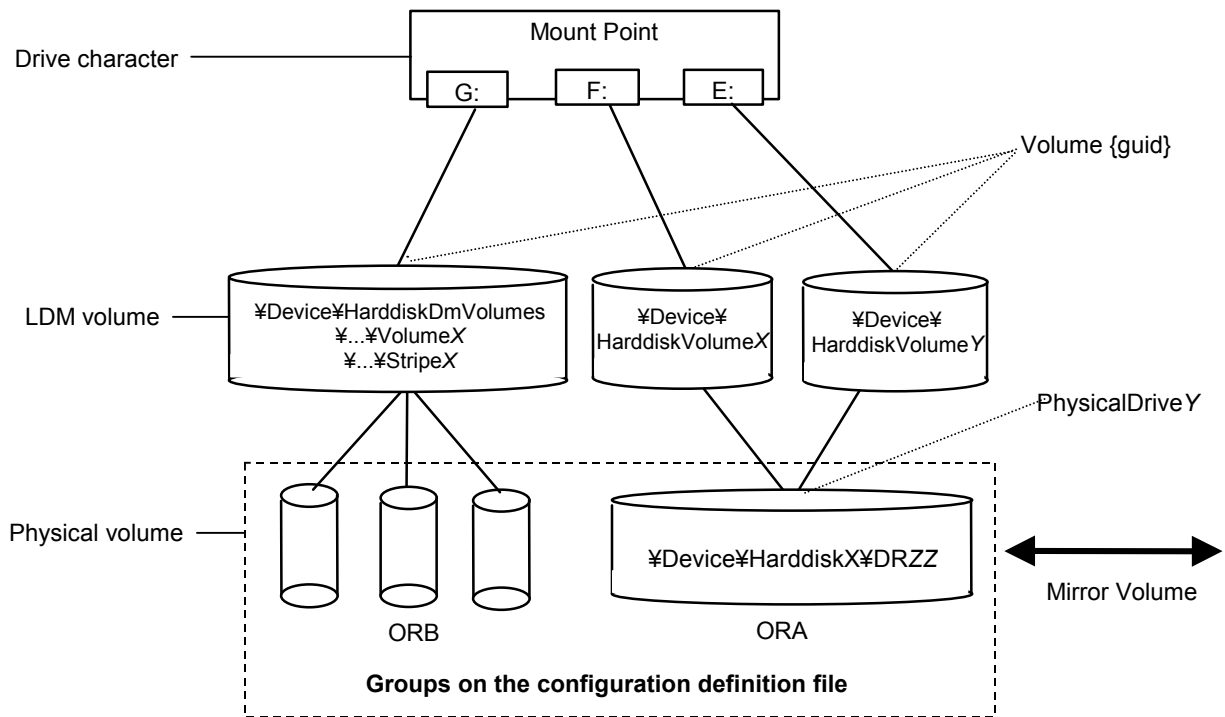 Mount Point
Drive character
G:
F:
E:
Volume {guid}
LDM volume
¥Device¥HarddiskDmVolumes
¥...¥VolumeX
¥...¥StripeX
¥Device¥
HarddiskVolumeX
¥Device¥
HarddiskVolumeY
PhysicalDriveY
Physical volume
¥Device¥HarddiskX¥DRZZ
Mirror Volume
ORB
ORA
Groups on the configuration definition file